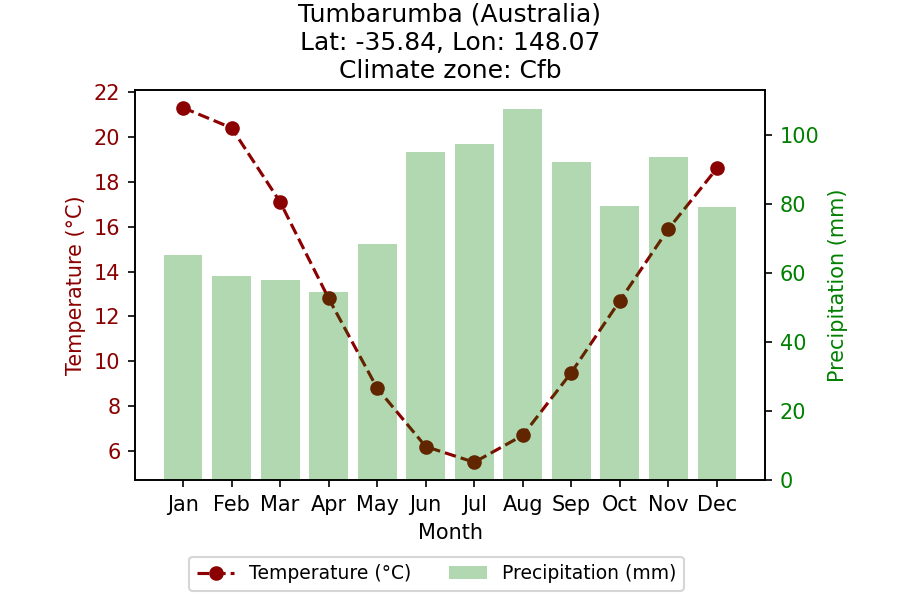 Tumbarumba (Australia)
Lat: -35.84, Lon: 148.07
Climate zone: Cfb
22
20
18
16
14
12
10
8
6
Temperature (°C)
100
80
60
40
20
0
Precipitation (mm)
Jan Feb Mar Apr May Jun Jul Aug Sep Oct Nov Dec
Month
Temperature (°C) Precipitation (mm)